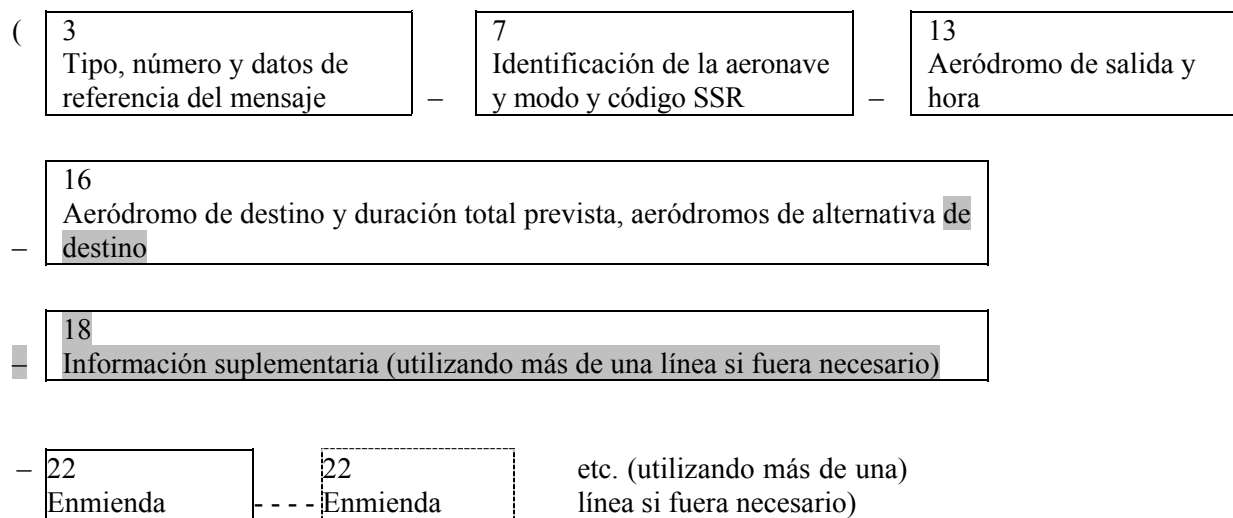 ( 3 7 13
Tipo, número y datos de Identificación de la aeronave Aeródromo de salida y
referencia del mensaje – y modo y código SSR – hora
16
Aeródromo de destino y duración total prevista, aeródromos de alternativa de
– destino
18
– Información suplementaria (utilizando más de una línea si fuera necesario)
– 22 22 etc. (utilizando más de una)
Enmienda - - - - Enmienda línea si fuera necesario)